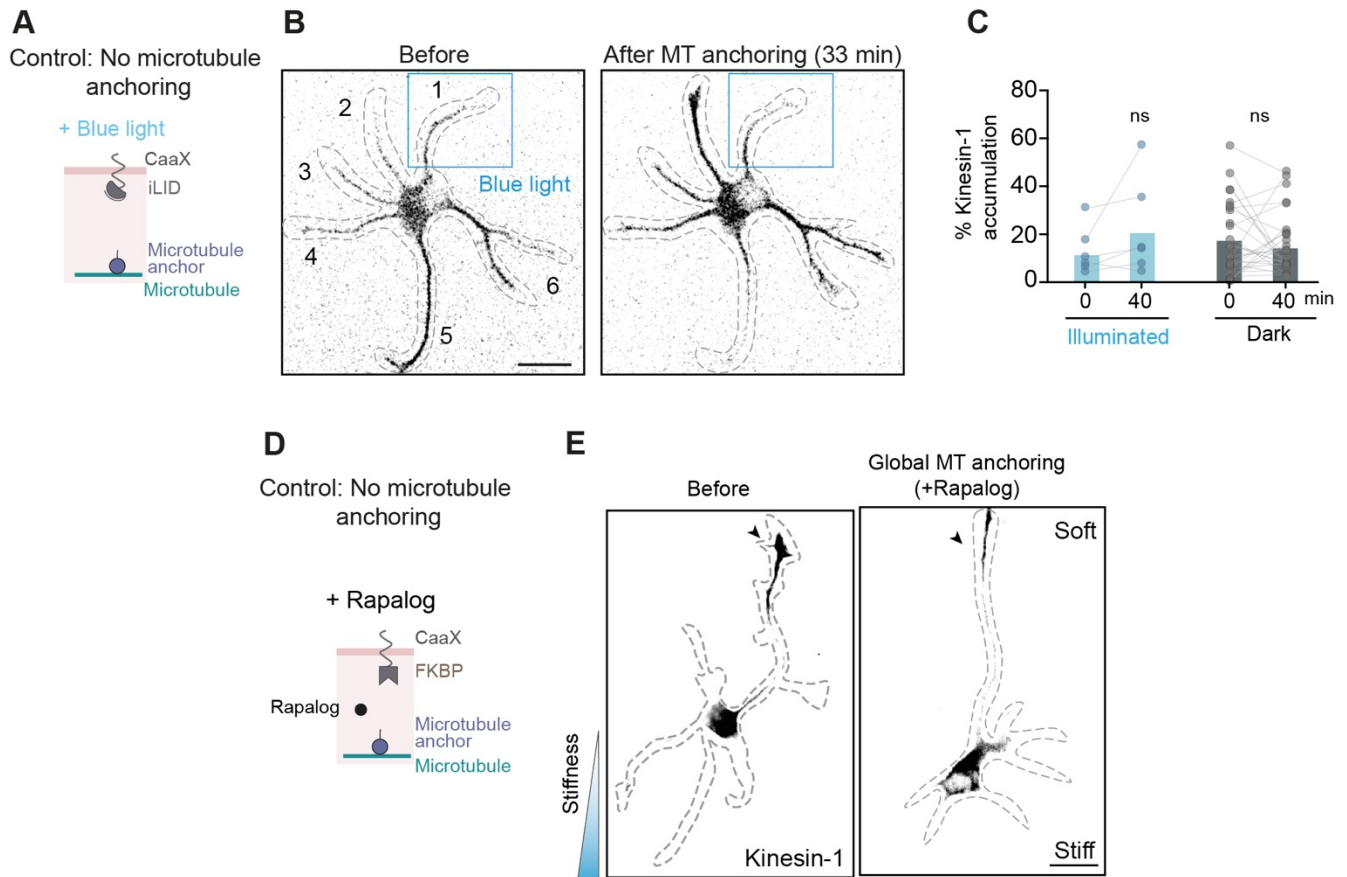 A
Control: No microtubule
anchoring
+ Blue light
CaaX
iLID
Microtubule
anchor
Microtubule
B
Before
After MT anchoring (33 min)
1
2
3
4
5
6
Blue light
C
% Kinesin-1
accumulation
80
60
40
20
0
ns
ns
0
40
0
40
min
Illuminated
Dark
D
Control: No microtubule
anchoring
+ Rapalog
CaaX
FKBP
Rapalog
Microtubule
anchor
Microtubule
E
Before
Global MT anchoring
(+Rapalog)
Stiffness
Kinesin-1
Soft
Stiff